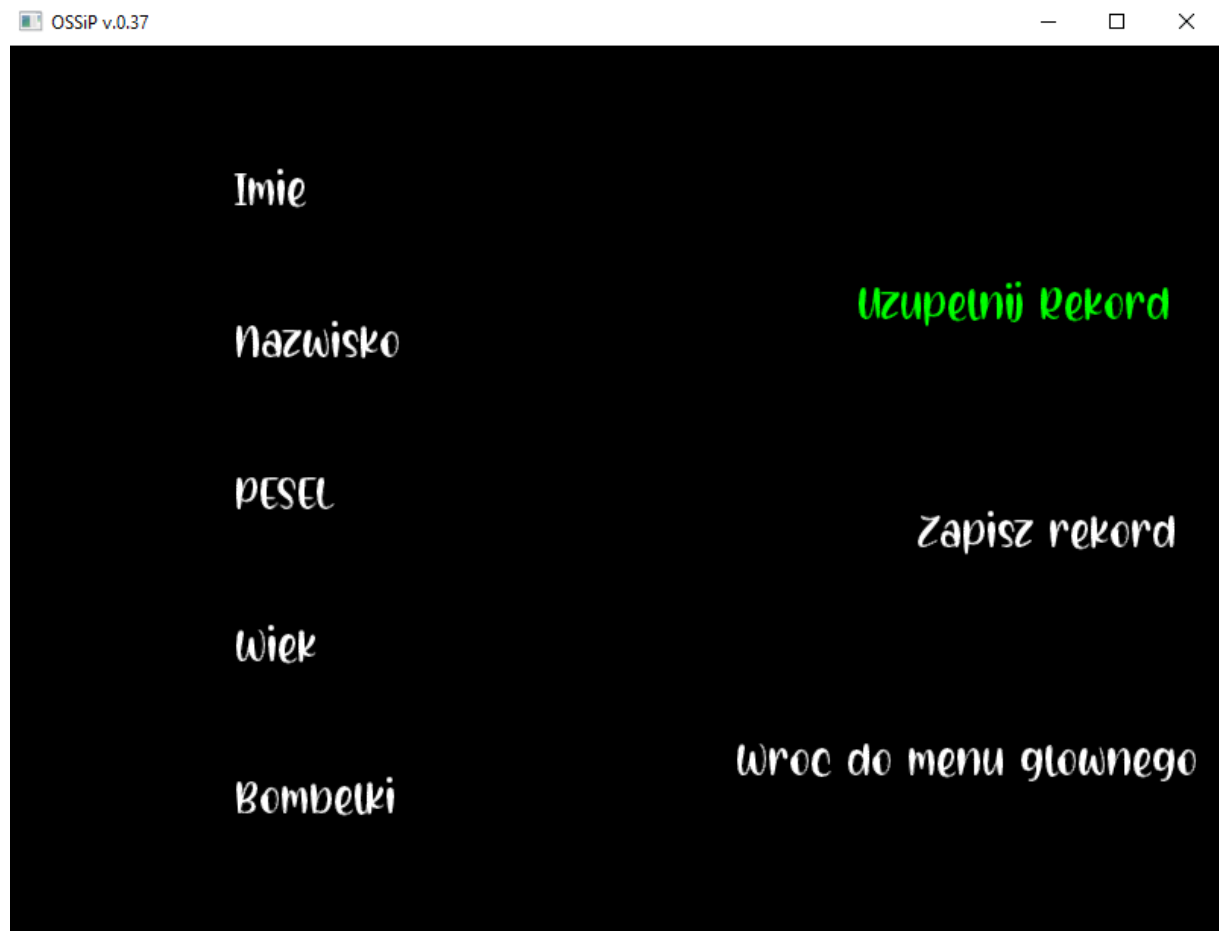 OSSiP v.0.37
Imie
Nazwisko
PESEL
Wiek
Bombelki
Uzupelnij Rekord
Zapisz rekord
Wroc do menu glownego